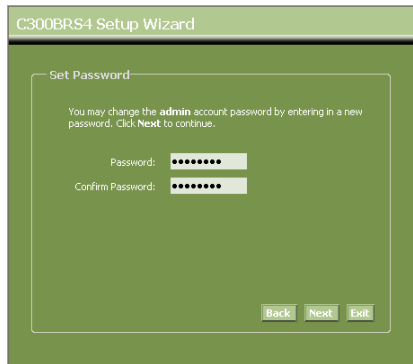 C300BRS4 Setup Wizard
Set Password
You may change the admin account password by entering in a new
password. Click Next to continue.
Password: ••••••••
Confirm Password: ••••••••
Back Next Exit